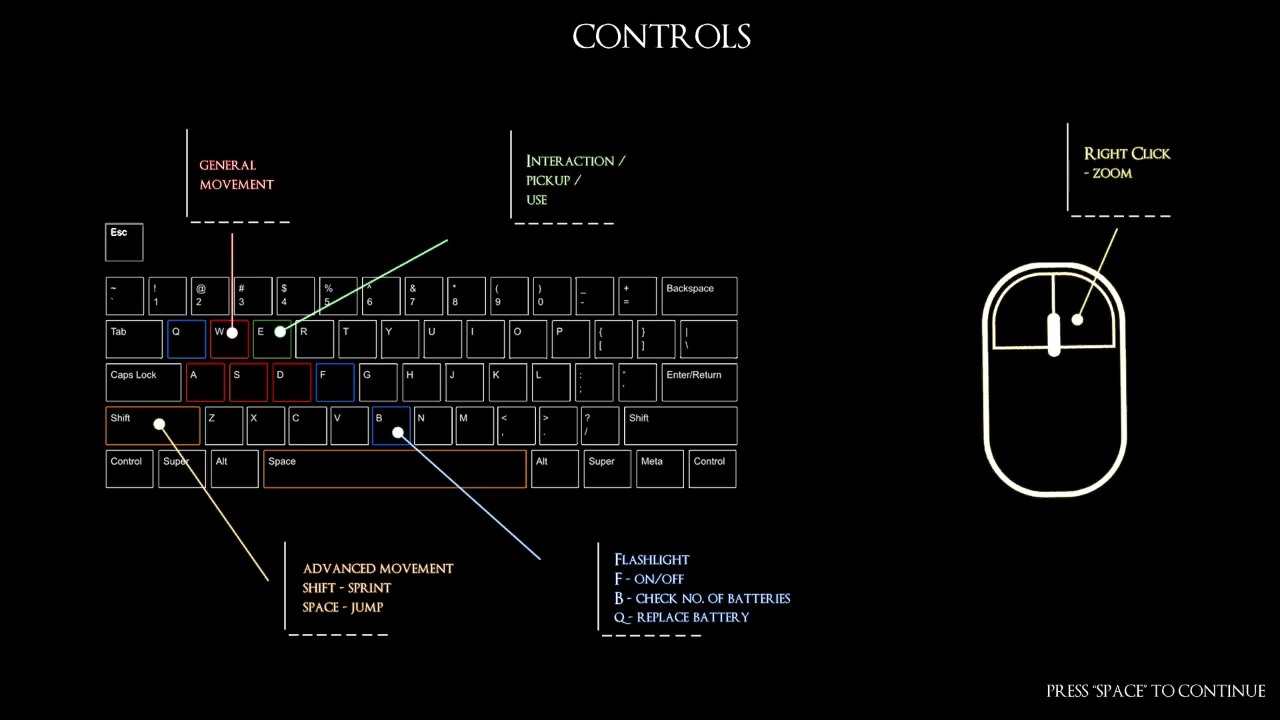 CONTROLS
GENERAL
MOVEMENT
INTERACTION /
PICKUP /
USE
RIGHT CLICK
- ZOOM
Esc
~ ! @ # $ % ^ & * ( ) _ + Backspace
` 1 2 3 4 5 6 7 8 9 0 - =
Tab Q W E R T Y U I O P { } |
[ ] \
Caps Lock A S D F G H J K L : " Enter/Return
; '
Shift Z X C V B N M < > ? Shift
, . /
Control Super Alt Space Alt Super Meta Control
ADVANCED MOVEMENT
SHIFT - SPRINT
SPACE - JUMP
FLASHLIGHT
F - ON/OFF
B - CHECK NO. OF BATTERIES
Q - REPLACE BATTERY
PRESS "SPACE" TO CONTINUE